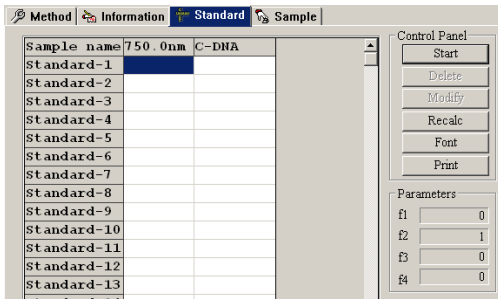 Method Information Standard Sample
Sample name 750.0nm C-DNA
Standard-1
Standard-2
Standard-3
Standard-4
Standard-5
Standard-6
Standard-7
Standard-8
Standard-9
Standard-10
Standard-11
Standard-12
Standard-13
Control Panel
Start
Delete
Modify
Recalc
Font
Print
Parameters
f1 0
f2 1
f3 0
f4 0